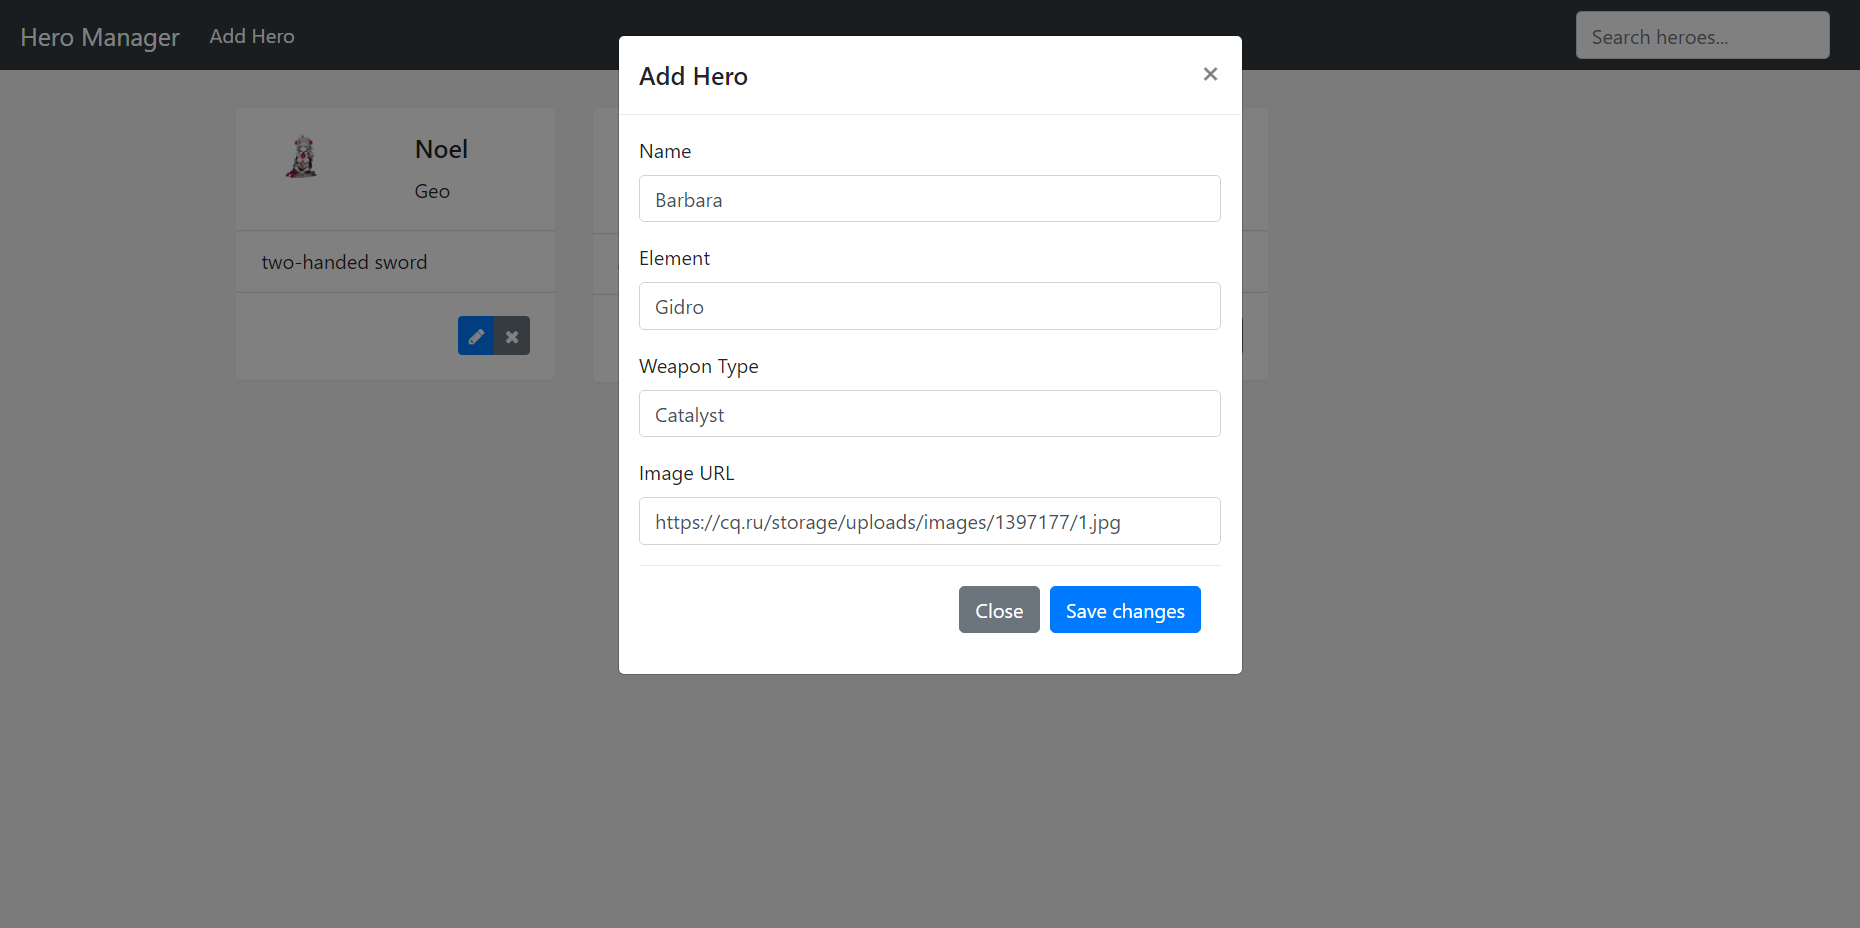 Hero Manager
Add Hero
Search heroes...
Noel
Geo
two-handed sword
Add Hero
×
Name
Barbara
Element
Gidro
Weapon Type
Catalyst
Image URL
https://cq.ru/storage/uploads/images/1397177/1.jpg
Close
Save changes